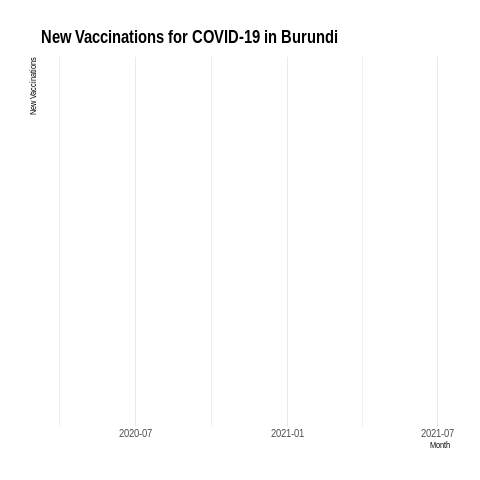 New Vaccinations for COVID-19 in Burundi
New Vaccinations
2020-07
2021-01
2021-07
Month